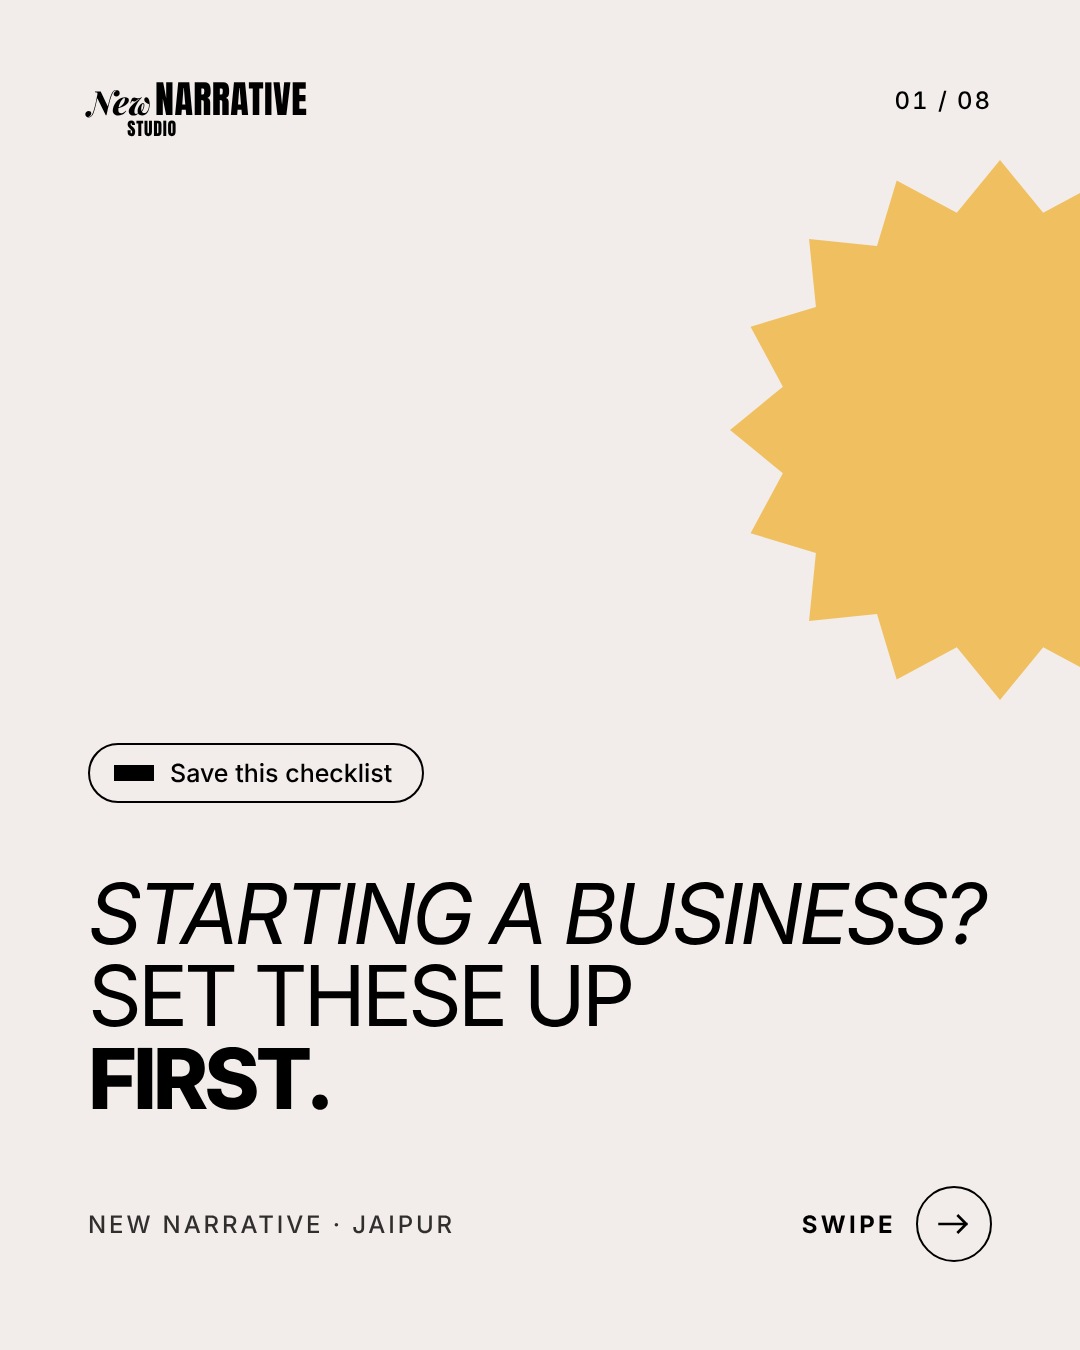 New NARRATIVE
STUDIO
01 / 08
Save this checklist
STARTING A BUSINESS?
SET THESE UP
FIRST.
NEW NARRATIVE · JAIPUR
SWIPE →